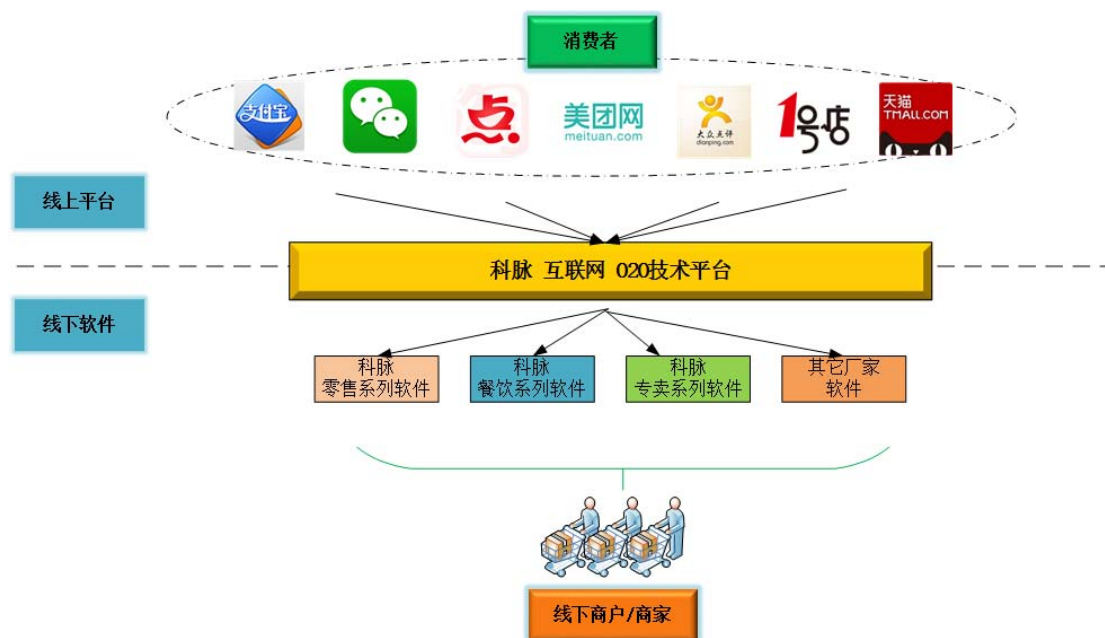 消费者
支付宝
点
美团网
meituan.com
大众点评
dianping.com
1号店
天猫
TMALL.COM
线上平台
科脉 互联网 O2O技术平台
线下软件
科脉
零售系列软件
科脉
餐饮系列软件
科脉
专卖系列软件
其它厂家
软件
线下商户/商家